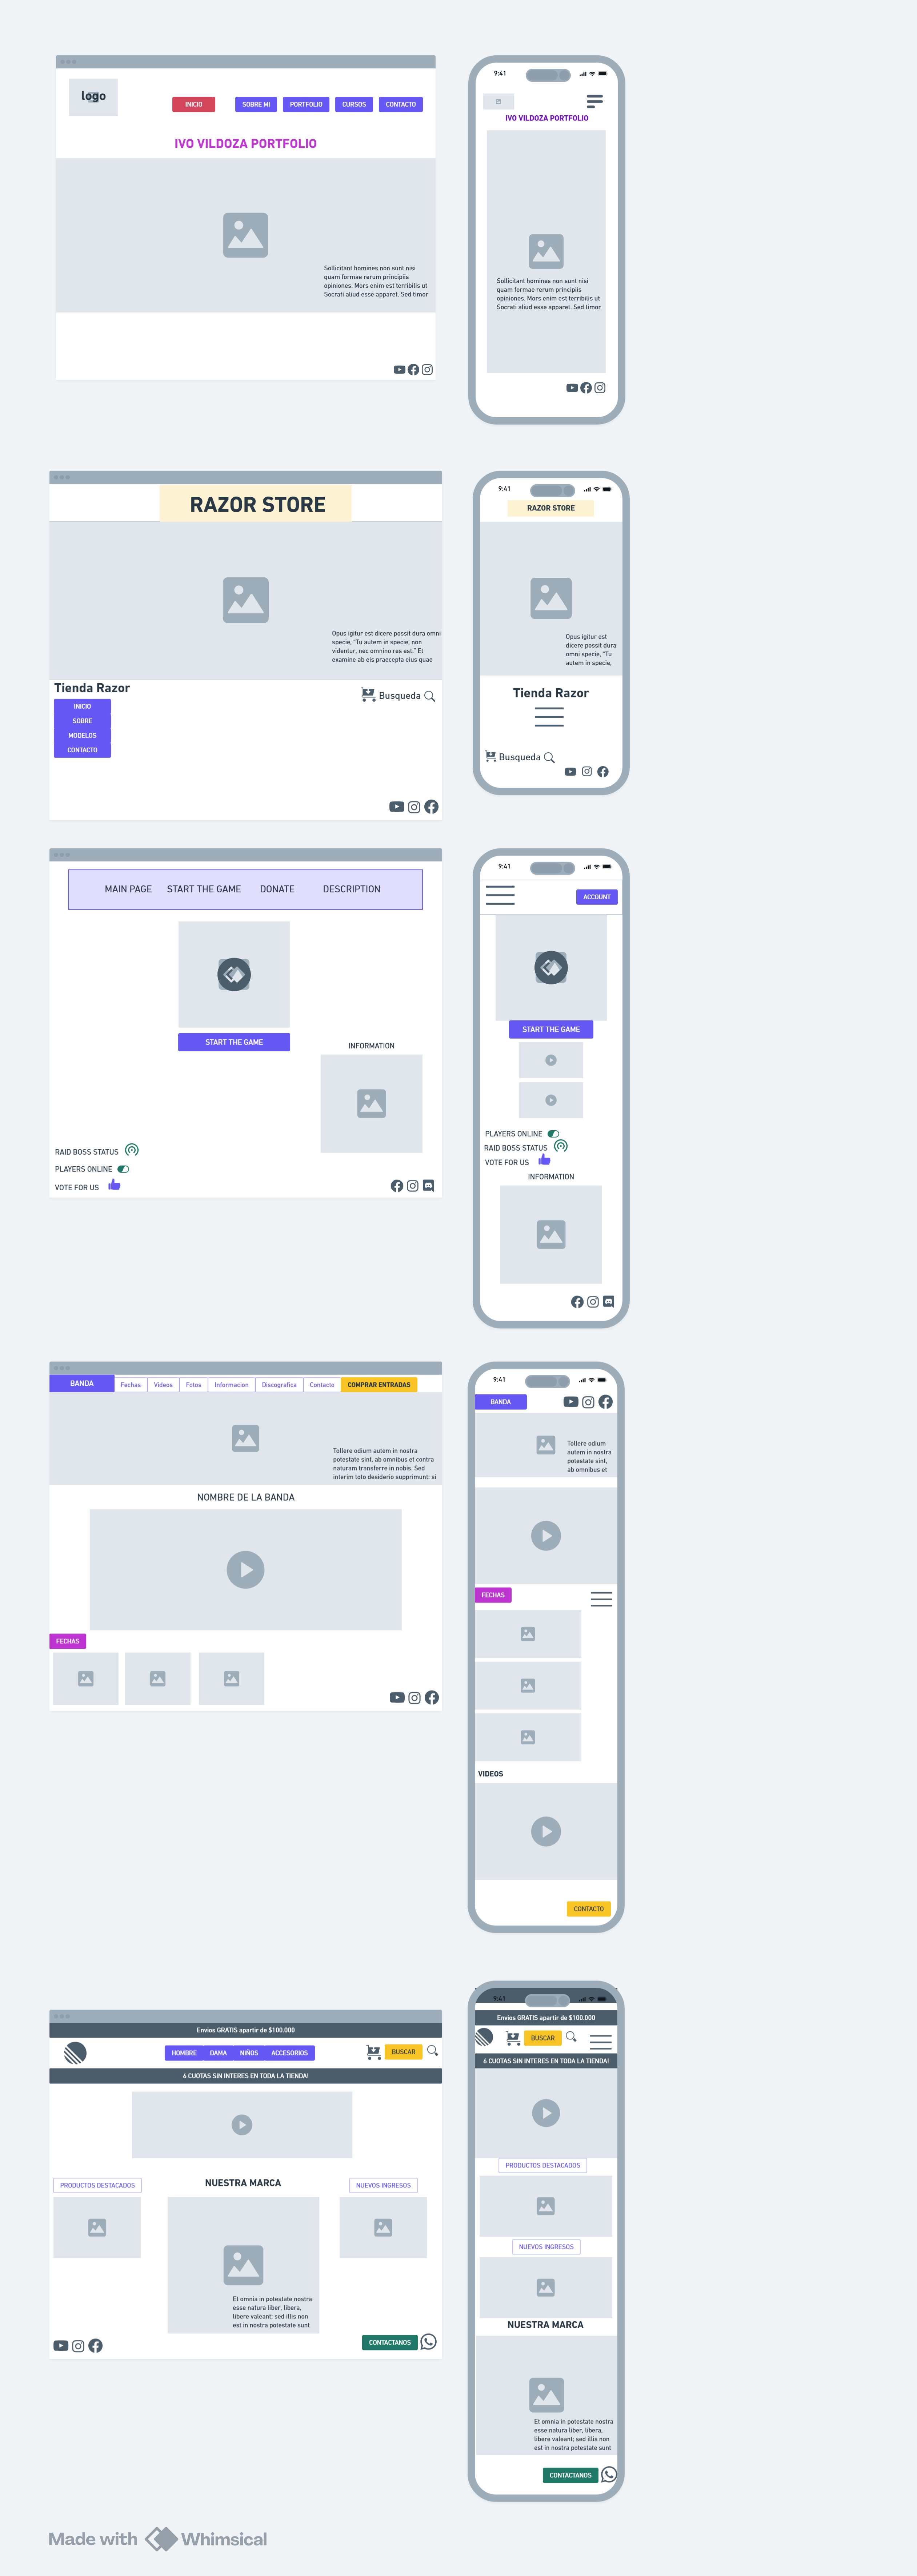 logo
INICIO
SOBRE MI
PORTFOLIO
CURSOS
CONTACTO
IVO VILDOZA PORTFOLIO
Sollicitant homines non sunt nisi
quam formae rerum principiis
opiniones. Mors enim est terribilis ut
Socrati aliud esse apparet. Sed timor
9:41
IVO VILDOZA PORTFOLIO
Sollicitant homines non sunt nisi
quam formae rerum principiis
opiniones. Mors enim est terribilis ut
Socrati aliud esse apparet. Sed timor
RAZOR STORE
Opus igitur est dicere possit dura omni
specie, "Tu autem in specie, non
videntur, nec omnino res est." Et
examine ab eis praecepta eius quae
Tienda Razor
INICIO
SOBRE
MODELOS
CONTACTO
Busqueda
9:41
RAZOR STORE
Opus igitur est
dicere possit dura
omni specie, "Tu
autem in specie,
Tienda Razor
Busqueda
MAIN PAGE
START THE GAME
DONATE
DESCRIPTION
START THE GAME
INFORMATION
RAID BOSS STATUS
PLAYERS ONLINE
VOTE FOR US
9:41
ACCOUNT
START THE GAME
PLAYERS ONLINE
RAID BOSS STATUS
VOTE FOR US
INFORMATION
BANDA
Fechas
Videos
Fotos
Informacion
Discografica
Contacto
COMPRAR ENTRADAS
Tollere odium autem in nostra
potestate sint, ab omnibus et contra
naturam transferre in nobis. Sed
interim toto desiderio supprimunt: si
NOMBRE DE LA BANDA
FECHAS
9:41
BANDA
Tollere odium
autem in nostra
potestate sint,
ab omnibus et
FECHAS
VIDEOS
CONTACTO
Envios GRATIS apartir de $100.000
HOMBRE
DAMA
NIÑOS
ACCESORIOS
BUSCAR
6 CUOTAS SIN INTERES EN TODA LA TIENDA!
PRODUCTOS DESTACADOS
NUESTRA MARCA
NUEVOS INGRESOS
Et omnia in potestate nostra
esse natura liber, libera,
libere valeant; sed illis non
est in nostra potestate sunt
CONTACTANOS
9:41
Envios GRATIS apartir de $100.000
BUSCAR
6 CUOTAS SIN INTERES EN TODA LA TIENDA!
PRODUCTOS DESTACADOS
NUEVOS INGRESOS
NUESTRA MARCA
Et omnia in potestate nostra
esse natura liber, libera,
libere valeant; sed illis non
est in nostra potestate sunt
CONTACTANOS
Made with Whimsical